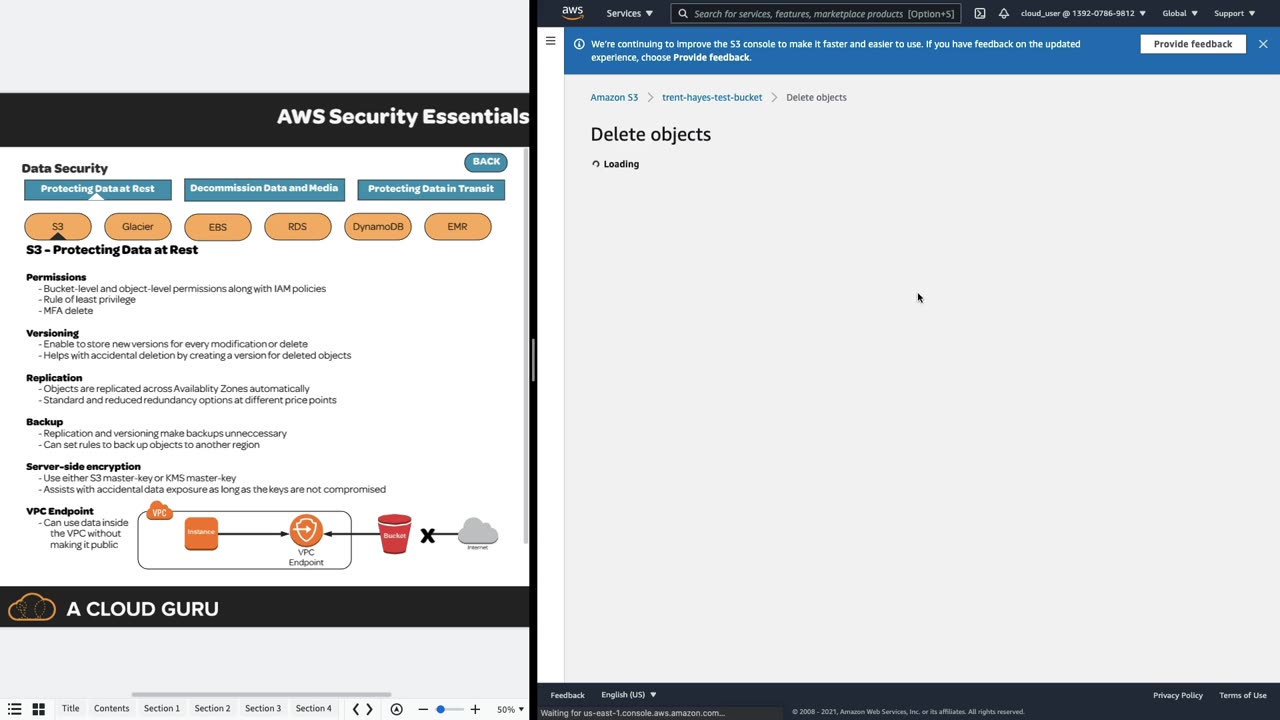 AWS Security Essentials
Data Security
BACK
Protecting Data at Rest
Decommission Data and Media
Protecting Data in Transit
S3
Glacier
EBS
RDS
DynamoDB
EMR
S3 - Protecting Data at Rest
Permissions
- Bucket-level and object-level permissions along with IAM policies
- Rule of least privilege
- MFA delete
Versioning
- Enable to store new versions for every modification or delete
- Helps with accidental deletion by creating a version for deleted objects
Replication
- Objects are replicated across Availablity Zones automatically
- Standard and reduced redundancy options at different price points
Backup
- Replication and versioning make backups unneccessary
- Can set rules to back up objects to another region
Server-side encryption
- Use either S3 master-key or KMS master-key
- Assists with accidental data exposure as long as the keys are not compromised
VPC Endpoint
- Can use data inside
the VPC without
making it public
VPC
Instance
VPC
Endpoint
Bucket
X
Internet
A CLOUD GURU
Title
Contents
Section 1
Section 2
Section 3
Section 4
50%
aws
Services
Search for services, features, marketplace products
[Option+S]
cloud_user @ 1392-0786-9812
Global
Support
We're continuing to improve the S3 console to make it faster and easier to use. If you have feedback on the updated
experience, choose Provide feedback.
Provide feedback
Amazon S3
trent-hayes-test-bucket
Delete objects
Delete objects
Loading
Feedback
English (US)
Privacy Policy
Terms of Use
Waiting for us-east-1.console.aws.amazon.com...
© 2008 - 2021, Amazon Web Services, Inc. or its affiliates. All rights reserved.